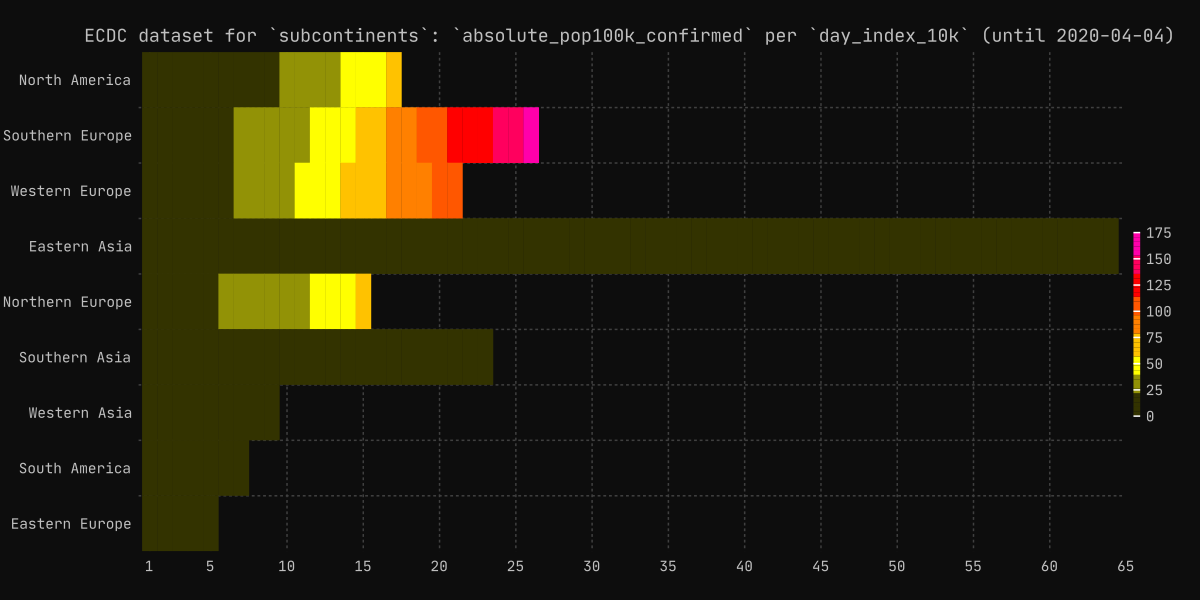 ECDC dataset for `subcontinents`: `absolute_pop100k_confirmed` per `day_index_10k` (until 2020-04-04)
North America
Southern Europe
Western Europe
Eastern Asia
Northern Europe
Southern Asia
Western Asia
South America
Eastern Europe
175
150
125
100
75
50
25
0
1 5 10 15 20 25 30 35 40 45 50 55 60 65